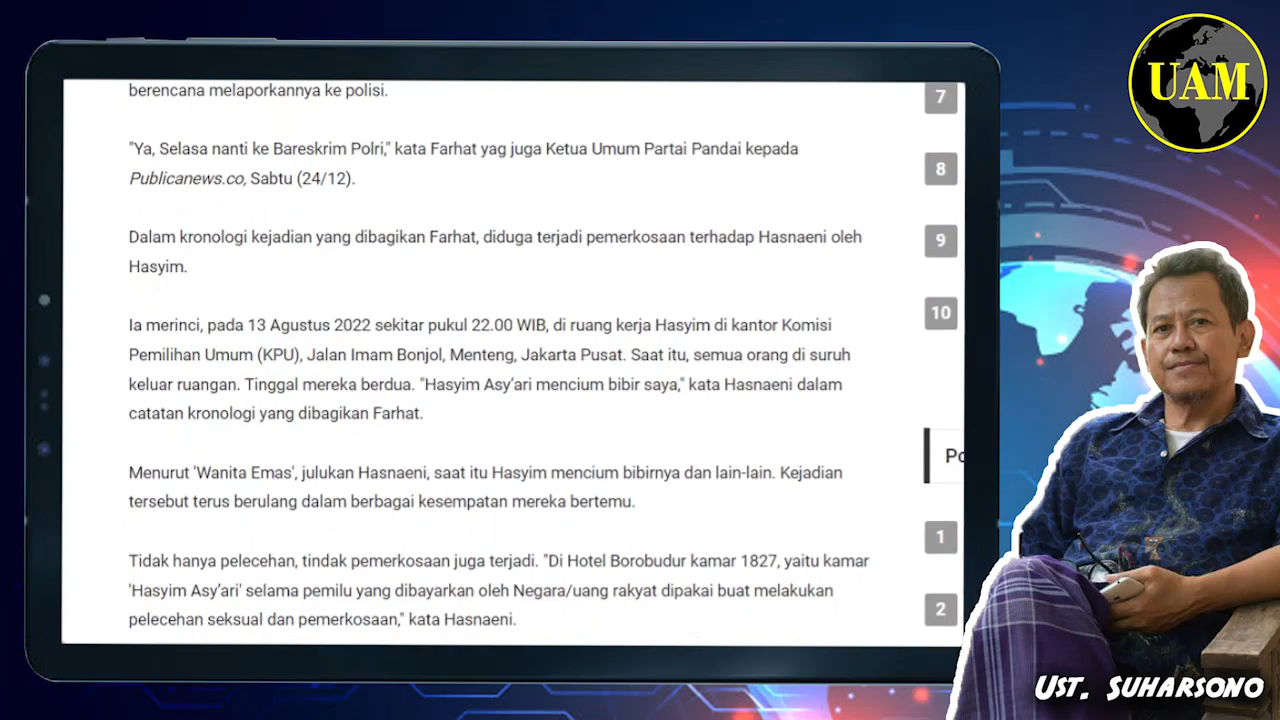 berencana melaporkannya ke polisi.
"Ya, Selasa nanti ke Bareskrim Polri," kata Farhat yag juga Ketua Umum Partai Pandai kepada
Publicanews.co, Sabtu (24/12).
Dalam kronologi kejadian yang dibagikan Farhat, diduga terjadi pemerkosaan terhadap Hasnaeni oleh
Hasyim.
Ia merinci, pada 13 Agustus 2022 sekitar pukul 22.00 WIB, di ruang kerja Hasyim di kantor Komisi
Pemilihan Umum (KPU), Jalan Imam Bonjol, Menteng, Jakarta Pusat. Saat itu, semua orang di suruh
keluar ruangan. Tinggal mereka berdua. "Hasyim Asy'ari mencium bibir saya," kata Hasnaeni dalam
catatan kronologi yang dibagikan Farhat.
Menurut 'Wanita Emas', julukan Hasnaeni, saat itu Hasyim mencium bibirnya dan lain-lain. Kejadian
tersebut terus berulang dalam berbagai kesempatan mereka bertemu.
Tidak hanya pelecehan, tindak pemerkosaan juga terjadi. "Di Hotel Borobudur kamar 1827, yaitu kamar
'Hasyim Asy'ari' selama pemilu yang dibayarkan oleh Negara/uang rakyat dipakai buat melakukan
pelecehan seksual dan pemerkosaan," kata Hasnaeni.
7
8
9
10
1
2
UAM
UST. SUHARSONO